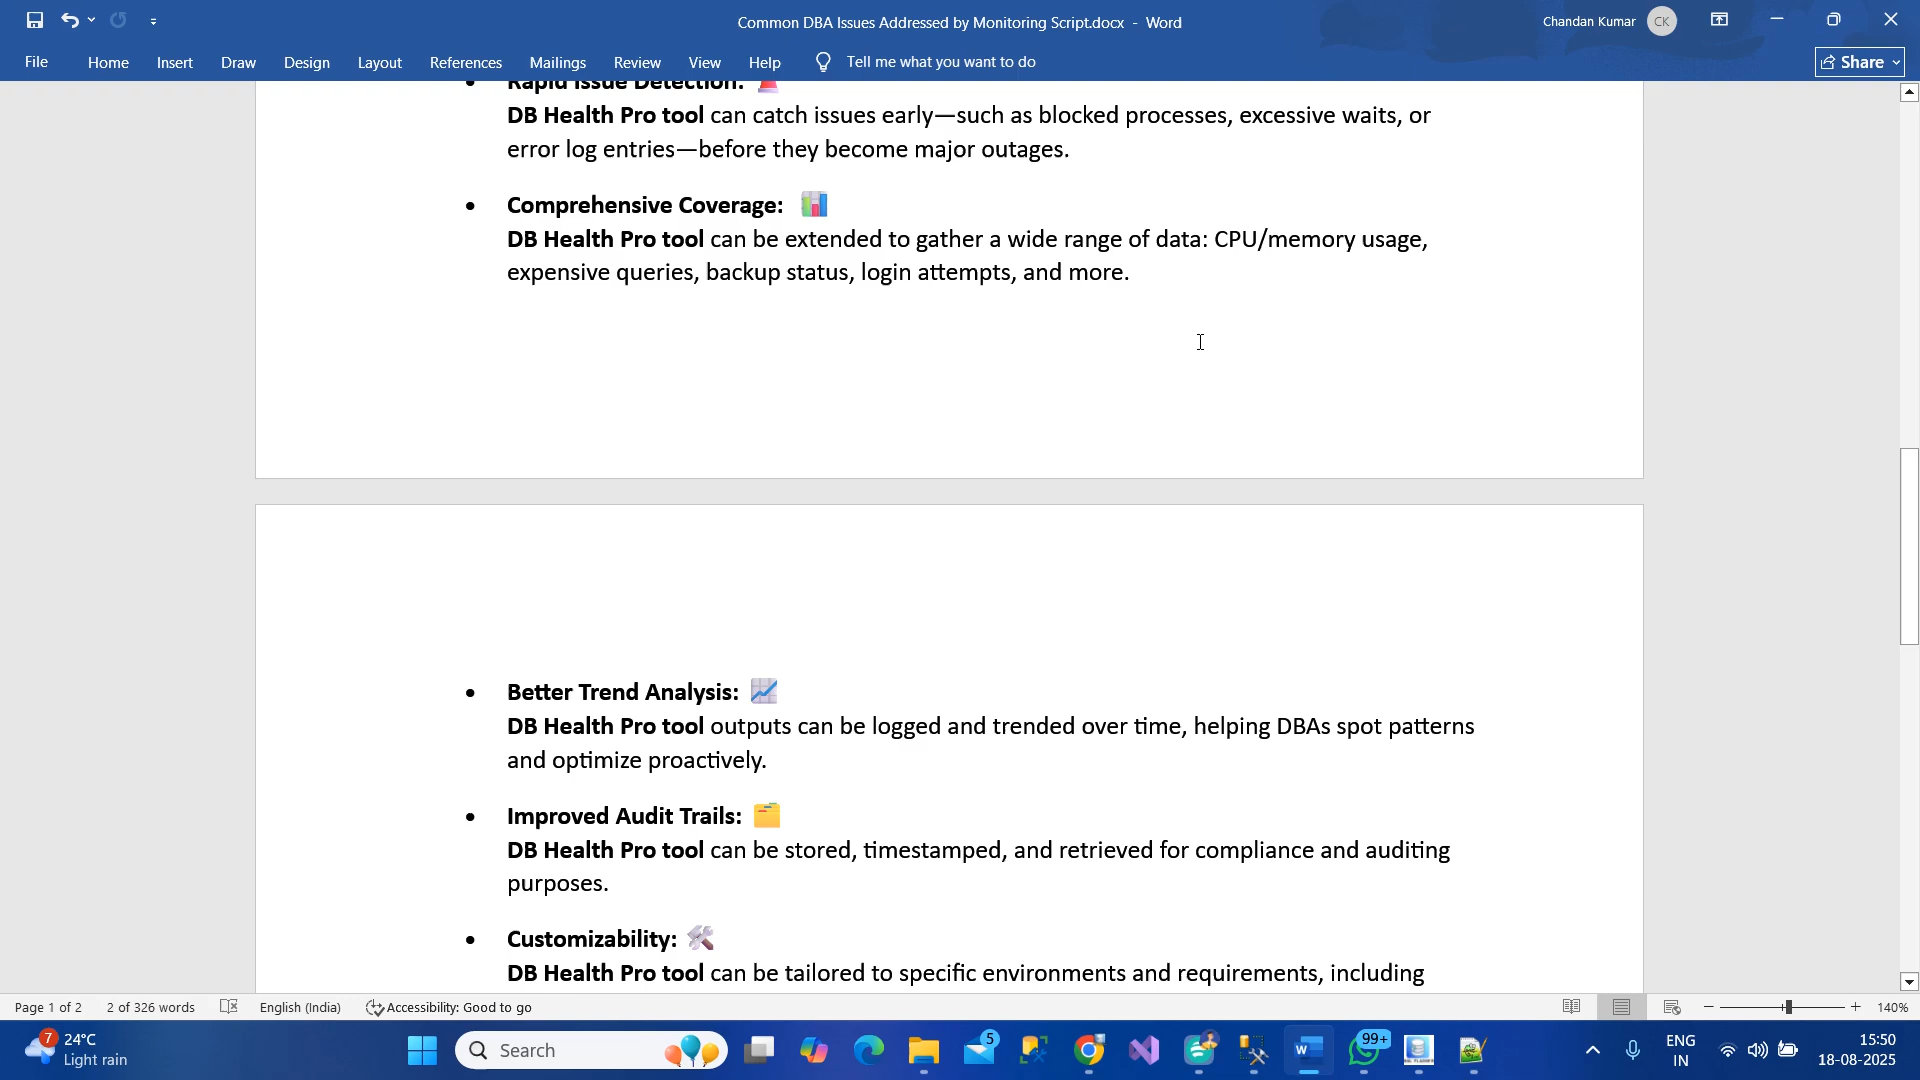 Common DBA Issues Addressed by Monitoring Script.docx - Word
Chandan Kumar
CK
File
Home
Insert
Draw
Design
Layout
References
Mailings
Review
View
Help
Tell me what you want to do
Share
• Rapid Issue Detection:
DB Health Pro tool can catch issues early—such as blocked processes, excessive waits, or
error log entries—before they become major outages.
• Comprehensive Coverage:
DB Health Pro tool can be extended to gather a wide range of data: CPU/memory usage,
expensive queries, backup status, login attempts, and more.
• Better Trend Analysis:
DB Health Pro tool outputs can be logged and trended over time, helping DBAs spot patterns
and optimize proactively.
• Improved Audit Trails:
DB Health Pro tool can be stored, timestamped, and retrieved for compliance and auditing
purposes.
• Customizability:
DB Health Pro tool can be tailored to specific environments and requirements, including
Page 1 of 2
2 of 326 words
English (India)
Accessibility: Good to go
140%
7
24°C
Light rain
Search
5
99+
ENG
IN
15:50
18-08-2025